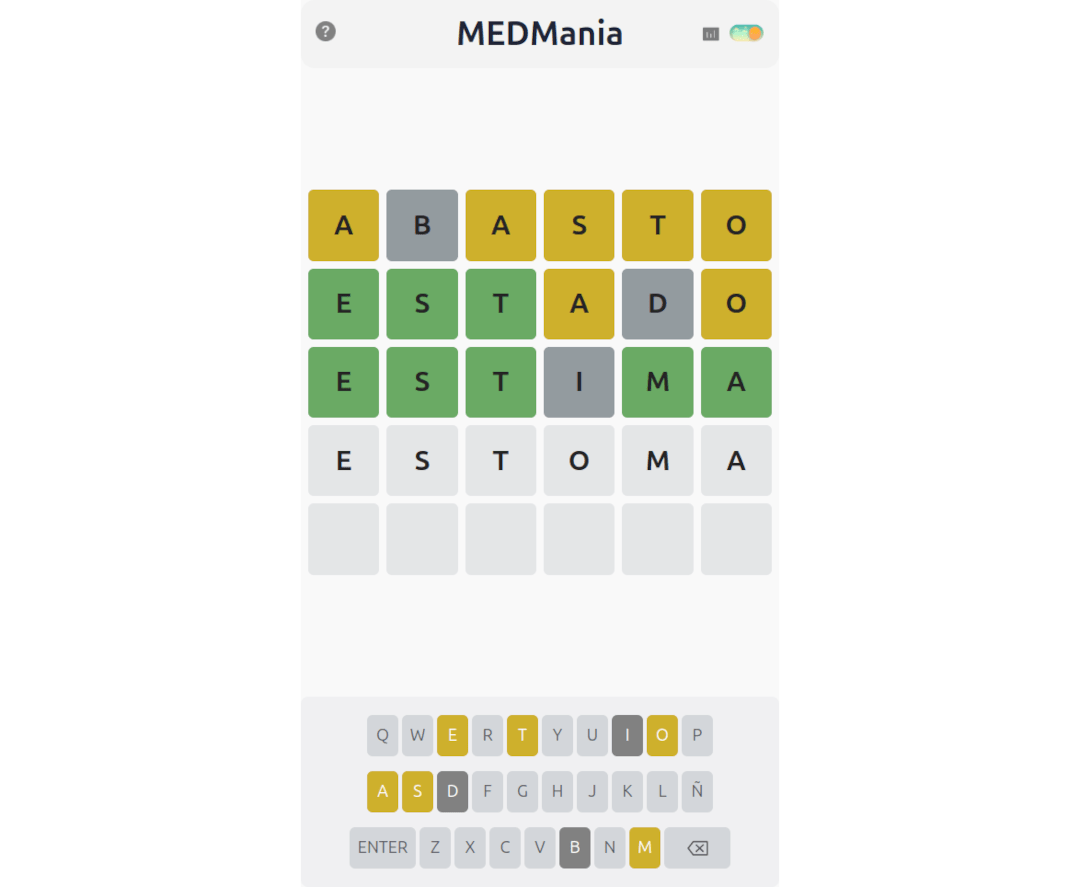 ? MEDMania
A B A S T O
E S T A D O
E S T I M A
E S T O M A
Q W E R T Y U I O P
A S D F G H J K L Ñ
ENTER Z X C V B N M